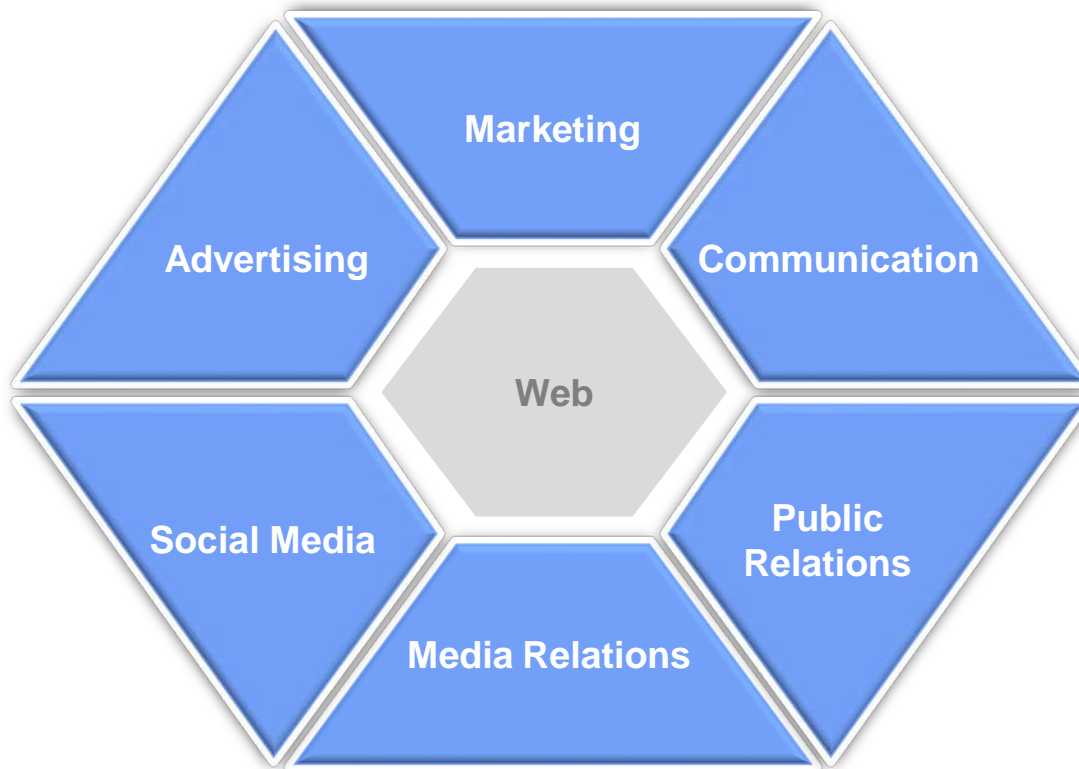 Marketing
Advertising
Communication
Web
Social Media
Public
Relations
Media Relations